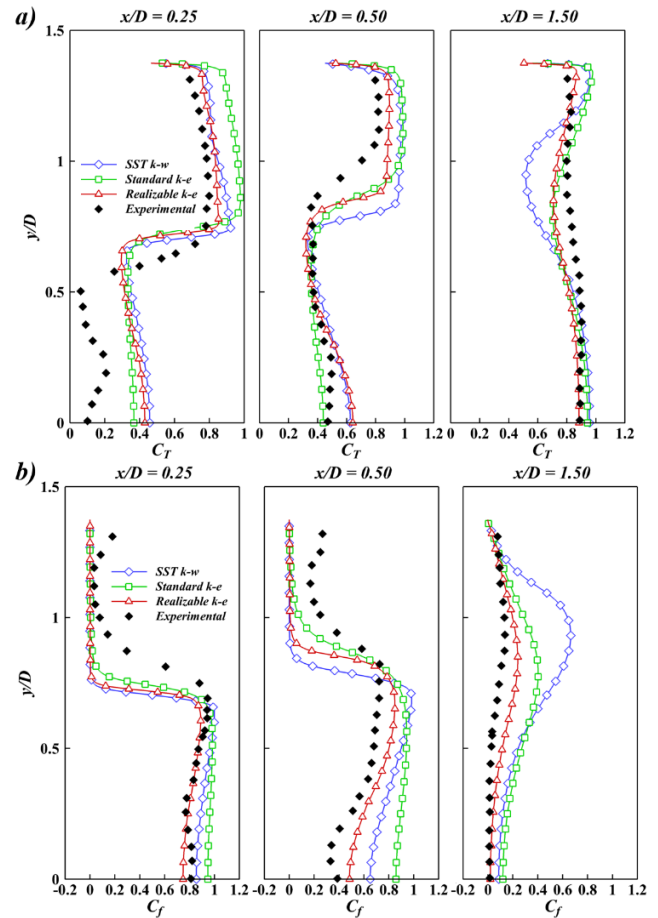 a)
x/D = 0.25
x/D = 0.50
x/D = 1.50
1.5
1
0.5
0
y/D
SST k-w
Standard k-e
Realizable k-e
Experimental
0 0.2 0.4 0.6 0.8 1
0 0.2 0.4 0.6 0.8 1
0 0.2 0.4 0.6 0.8 1 1.2
C_T
C_T
C_T
b)
x/D = 0.25
x/D = 0.50
x/D = 1.50
1.5
1
0.5
0
y/D
SST k-w
Standard k-e
Realizable k-e
Experimental
-0.2 0 0.2 0.4 0.6 0.8 1 1.2
-0.2 0 0.2 0.4 0.6 0.8 1 1.2
-0.2 0 0.2 0.4 0.6 0.8 1 1.2
C_f
C_f
C_f